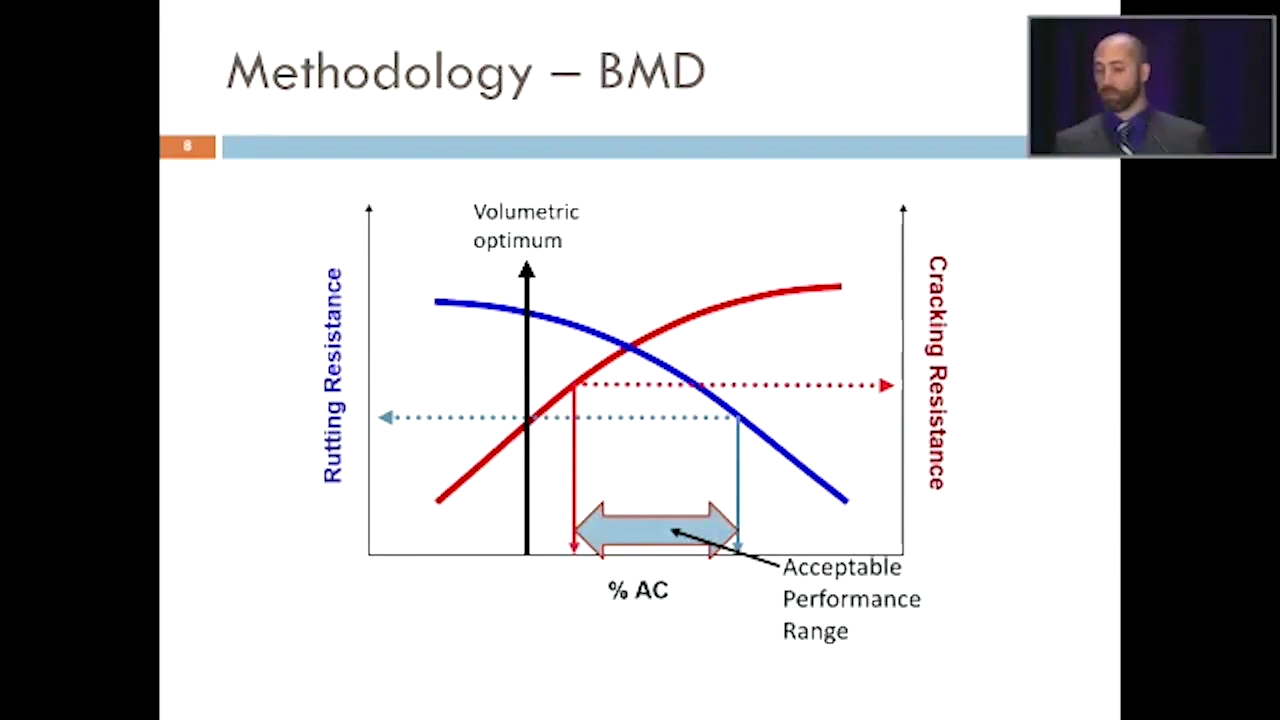 Methodology – BMD
8
Volumetric
optimum
Rutting Resistance
Cracking Resistance
% AC
Acceptable
Performance
Range